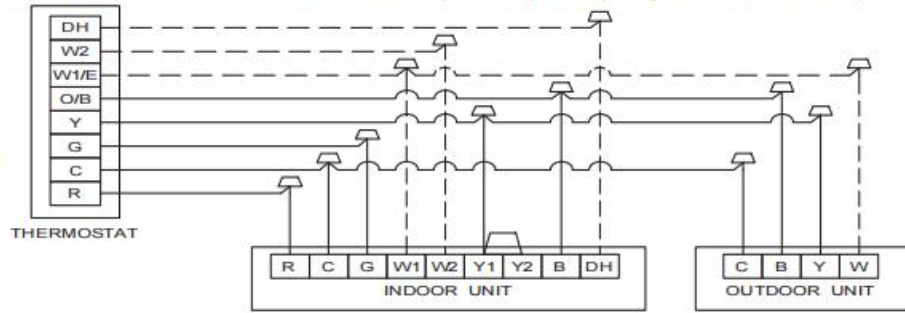 DH
W2
W1/E
O/B
Y
G
C
R
THERMOSTAT
R C G W1 W2 Y1 Y2 B DH
INDOOR UNIT
C B Y W
OUTDOOR UNIT